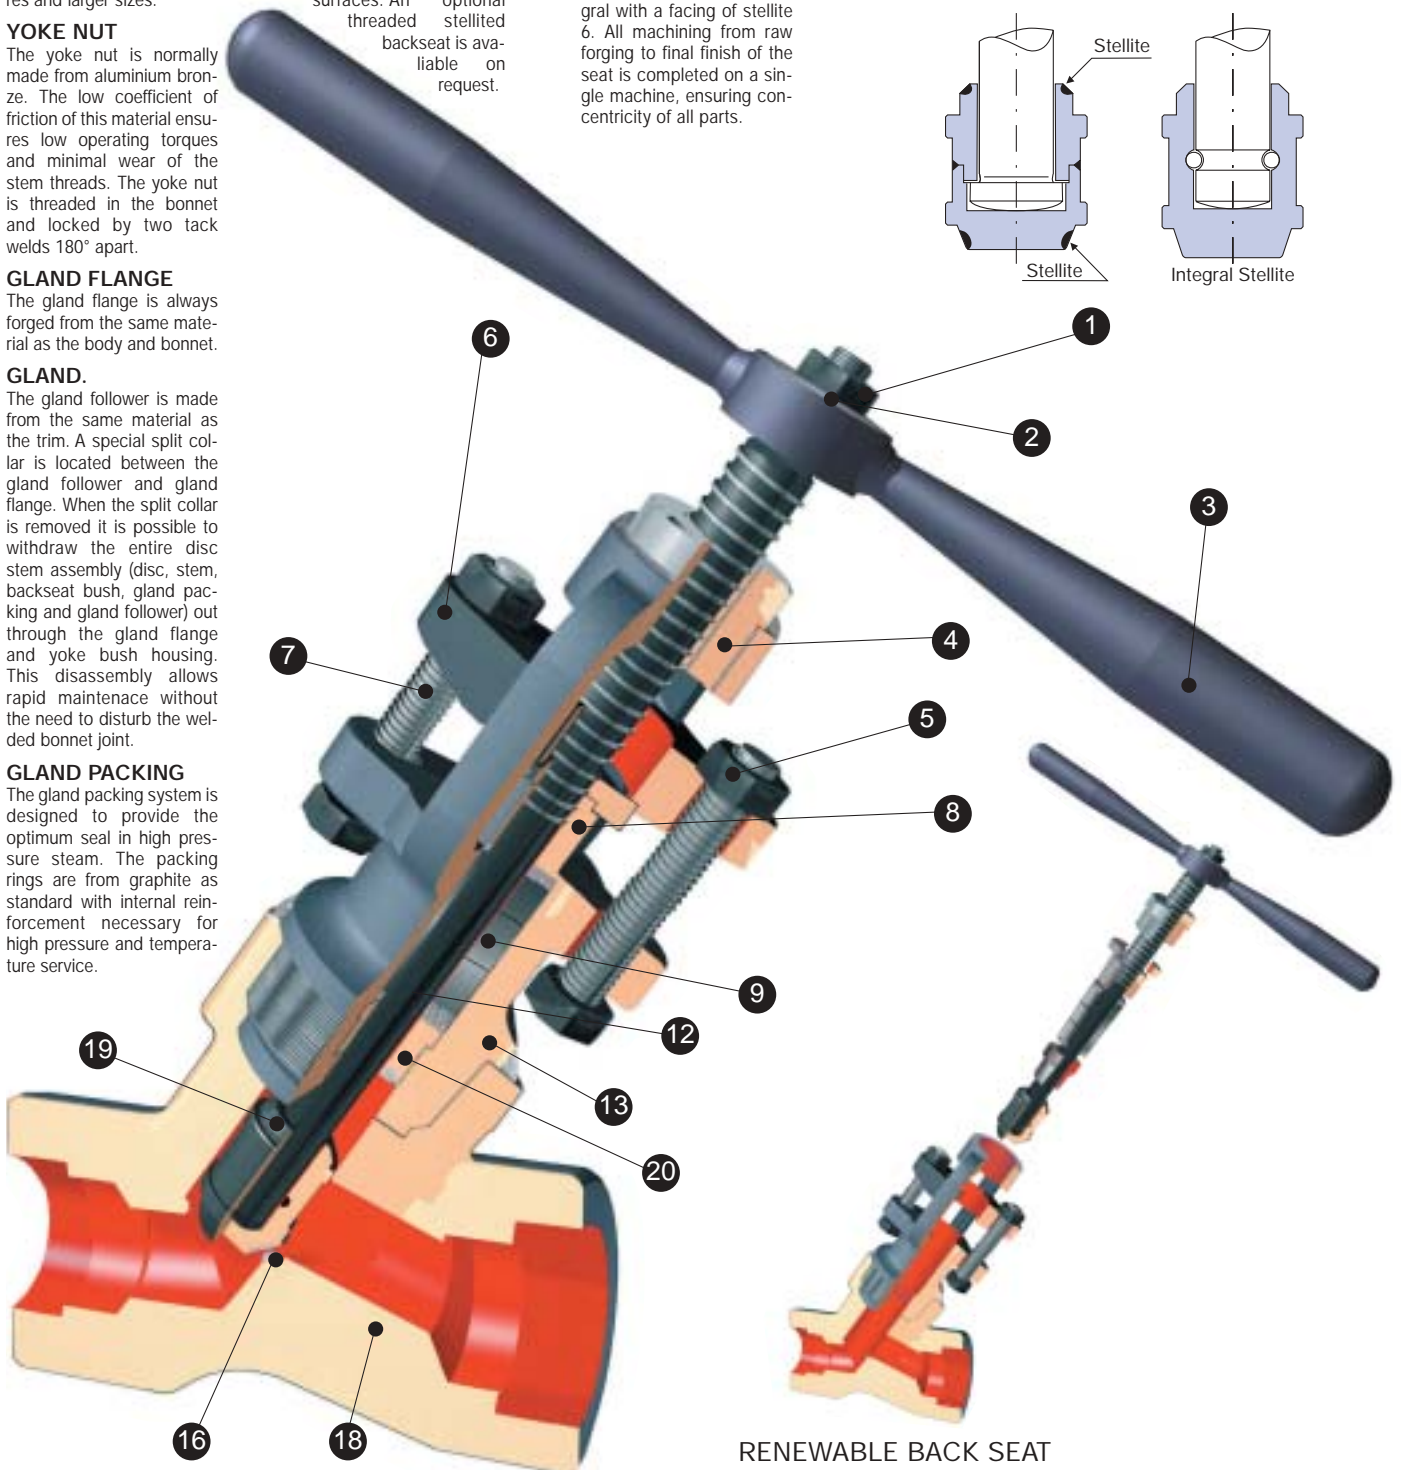 res and larger sizes.
YOKE NUT
The yoke nut is normally
made from aluminium bron-
ze. The low coefficient of
friction of this material ensu-
res low operating torques
and minimal wear of the
stem threads. The yoke nut
is threaded in the bonnet
and locked by two tack
welds 180° apart.
GLAND FLANGE
The gland flange is always
forged from the same mate-
rial as the body and bonnet.
GLAND.
The gland follower is made
from the same material as
the trim. A special split col-
lar is located between the
gland follower and gland
flange. When the split collar
is removed it is possible to
withdraw the entire disc
stem assembly (disc, stem,
backseat bush, gland pac-
king and gland follower) out
through the gland flange
and yoke bush housing.
This disassembly allows
rapid maintenace without
the need to disturb the wel-
ded bonnet joint.
GLAND PACKING
The gland packing system is
designed to provide the
optimum seal in high pres-
sure steam. The packing
rings are from graphite as
standard with internal rein-
forcement necessary for
high pressure and tempera-
ture service.
surfaces. An optional
threaded stellited
backseat is ava-
liable on
request.
gral with a facing of stellite
6. All machining from raw
forging to final finish of the
seat is completed on a sin-
gle machine, ensuring con-
centricity of all parts.
Stellite
Stellite
Integral Stellite
1
6
2
3
4
7
5
8
9
12
19
13
20
16
18
RENEWABLE BACK SEAT